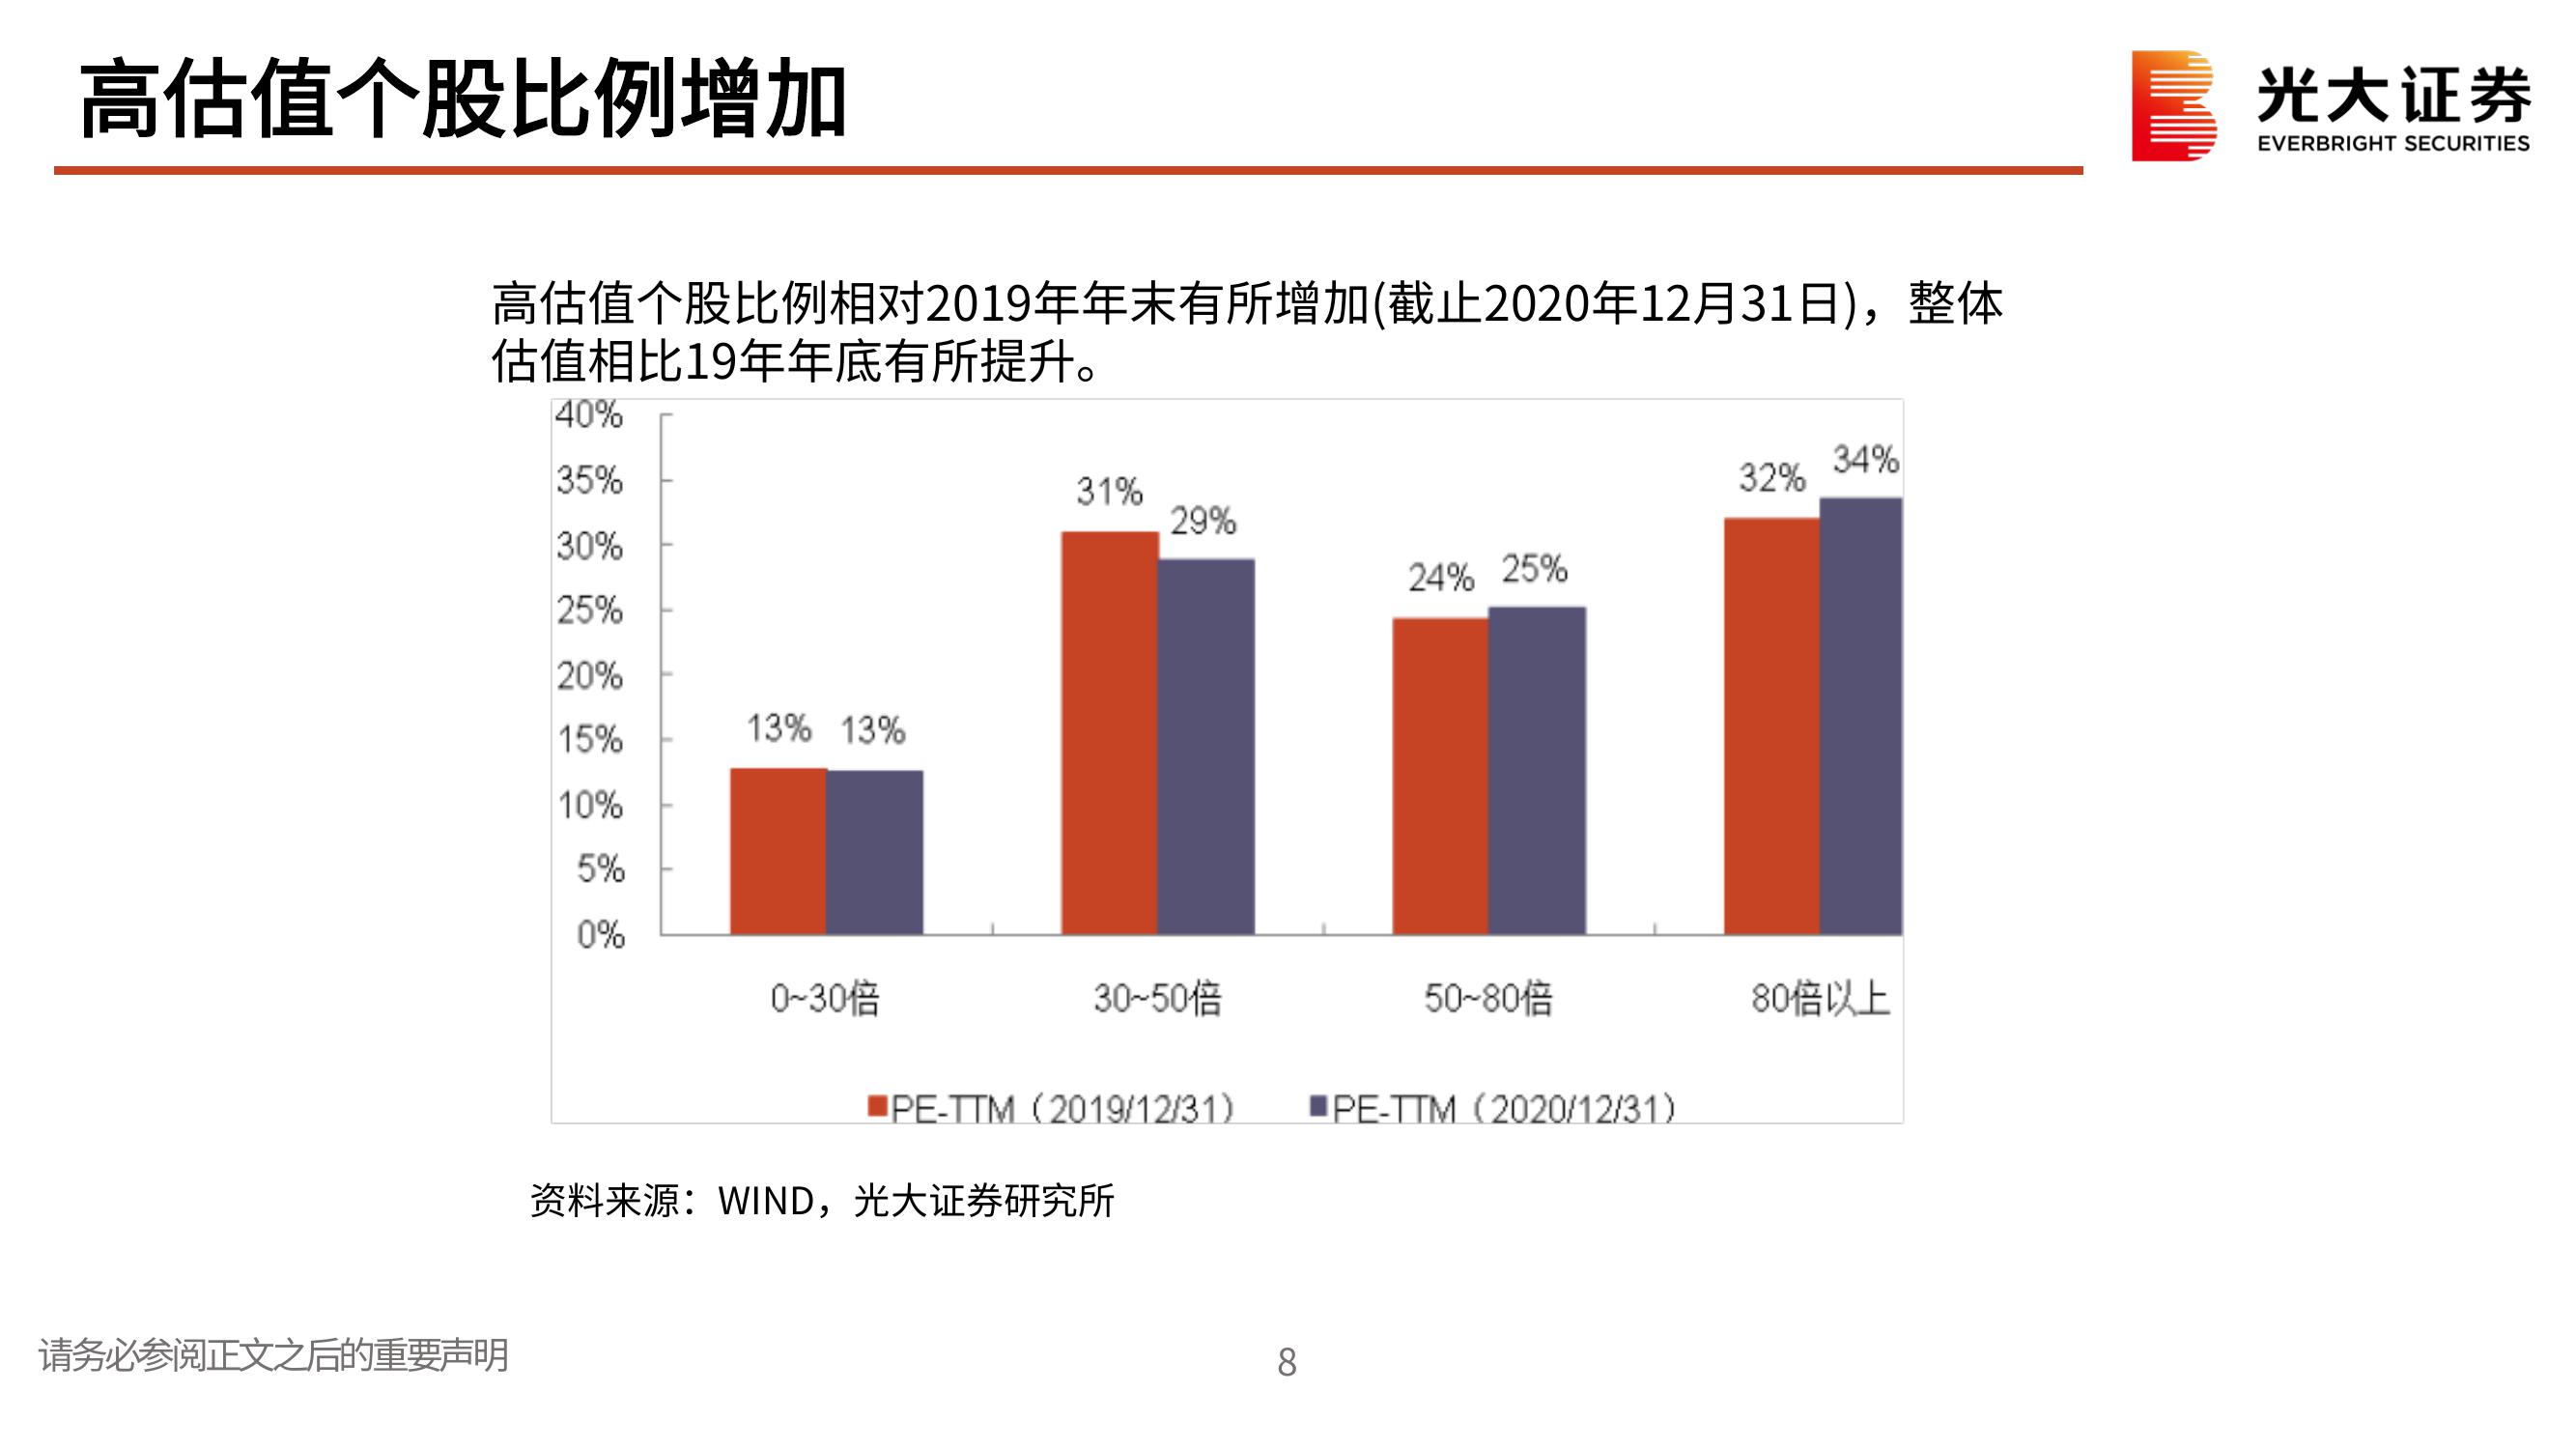 高估值个股比例增加
光大证券
EVERBRIGHT SECURITIES
高估值个股比例相对2019年年末有所增加(截止2020年12月31日)，整体
估值相比19年年底有所提升。
40%
35%
30%
25%
20%
15%
10%
5%
0%
13% 13%
31% 29%
24% 25%
32% 34%
0~30倍 30~50倍 50~80倍 80倍以上
PE-TTM（2019/12/31） PE-TTM（2020/12/31）
资料来源：WIND，光大证券研究所
请务必参阅正文之后的重要声明
8